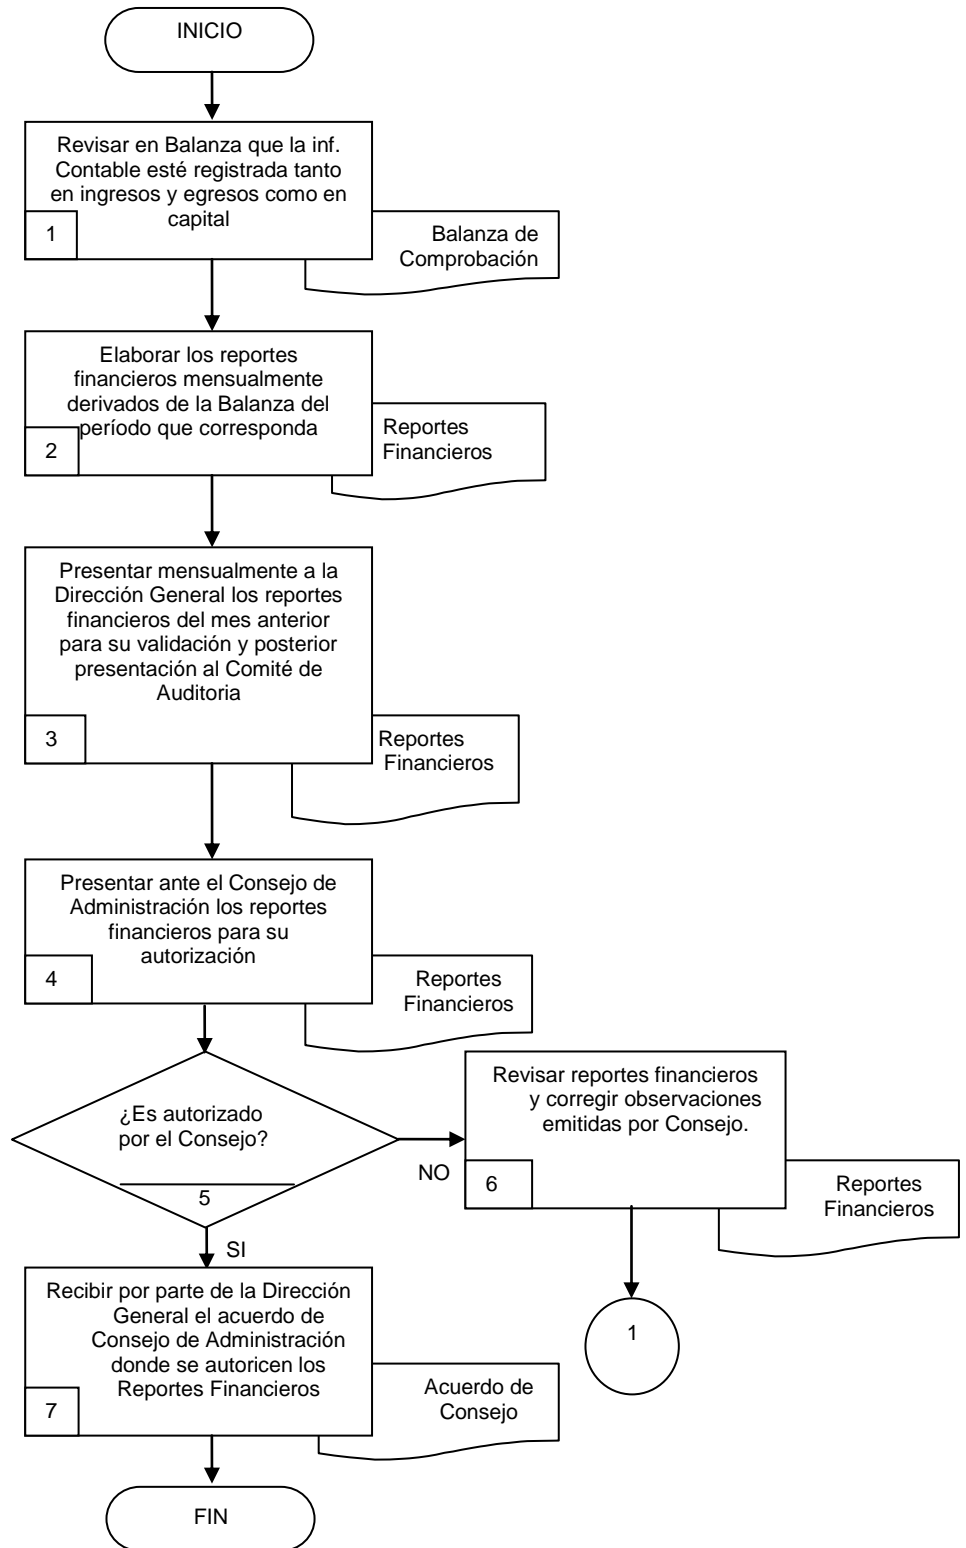 INICIO
Revisar en Balanza que la inf.
Contable esté registrada tanto
en ingresos y egresos como en
capital
1
Balanza de
Comprobación
Elaborar los reportes
financieros mensualmente
derivados de la Balanza del
período que corresponda
2
Reportes
Financieros
Presentar mensualmente a la
Dirección General los reportes
financieros del mes anterior
para su validación y posterior
presentación al Comité de
Auditoria
3
Reportes
Financieros
Presentar ante el Consejo de
Administración los reportes
financieros para su
autorización
4
Reportes
Financieros
¿Es autorizado
por el Consejo?
5
NO
Revisar reportes financieros
y corregir observaciones
emitidas por Consejo.
6
Reportes
Financieros
1
SI
Recibir por parte de la Dirección
General el acuerdo de
Consejo de Administración
donde se autoricen los
Reportes Financieros
7
Acuerdo de
Consejo
FIN